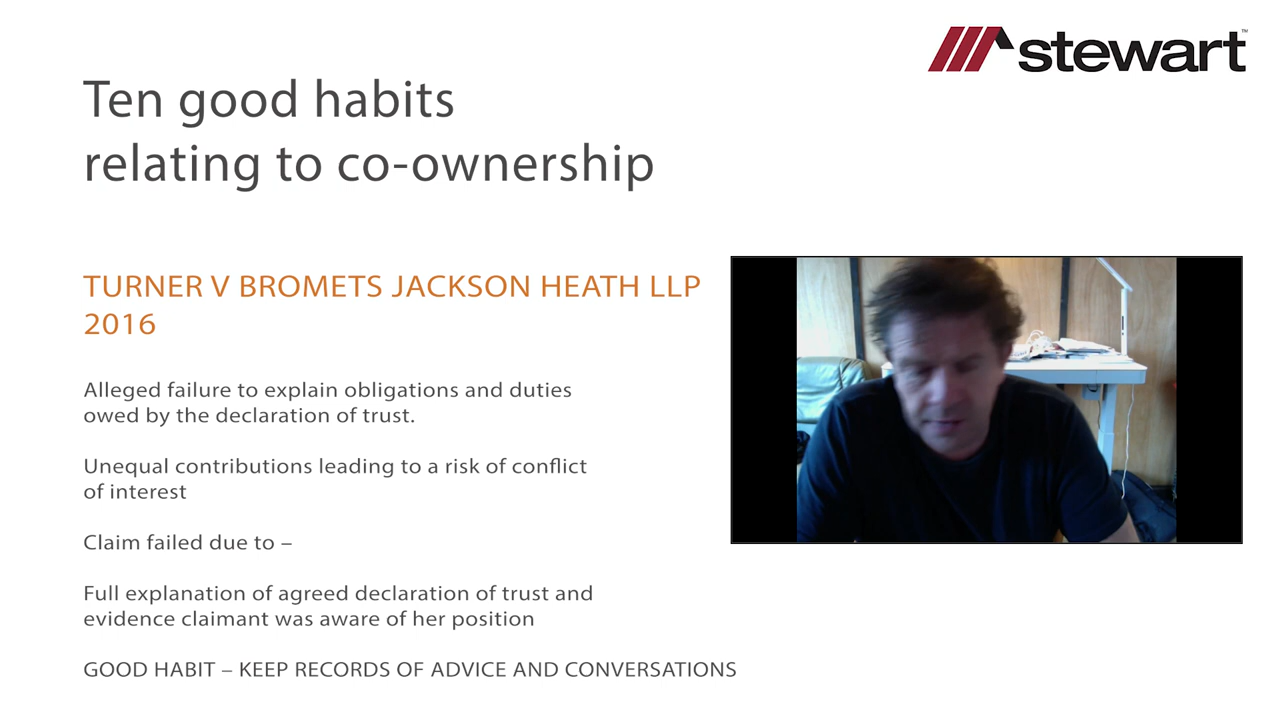 stewart™
Ten good habits
relating to co-ownership
TURNER V BROMETS JACKSON HEATH LLP
2016
Alleged failure to explain obligations and duties
owed by the declaration of trust.
Unequal contributions leading to a risk of conflict
of interest
Claim failed due to –
Full explanation of agreed declaration of trust and
evidence claimant was aware of her position
GOOD HABIT – KEEP RECORDS OF ADVICE AND CONVERSATIONS